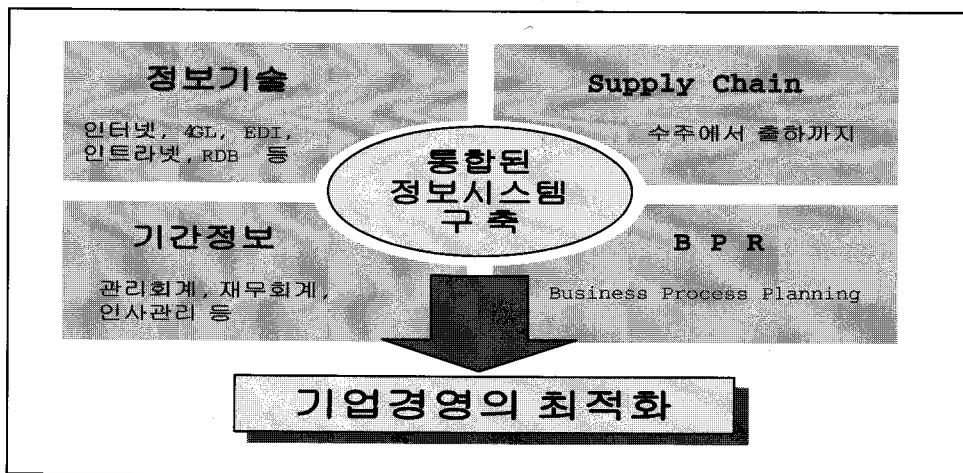 정보기술
인터넷, 4GL, EDI,
인트라넷, RDB 등
Supply Chain
수주에서 출하까지
통합된
정보시스템
구 축
기간정보
관리회계, 재무회계,
인사관리 등
B P R
Business Process Planning
기업경영의 최적화